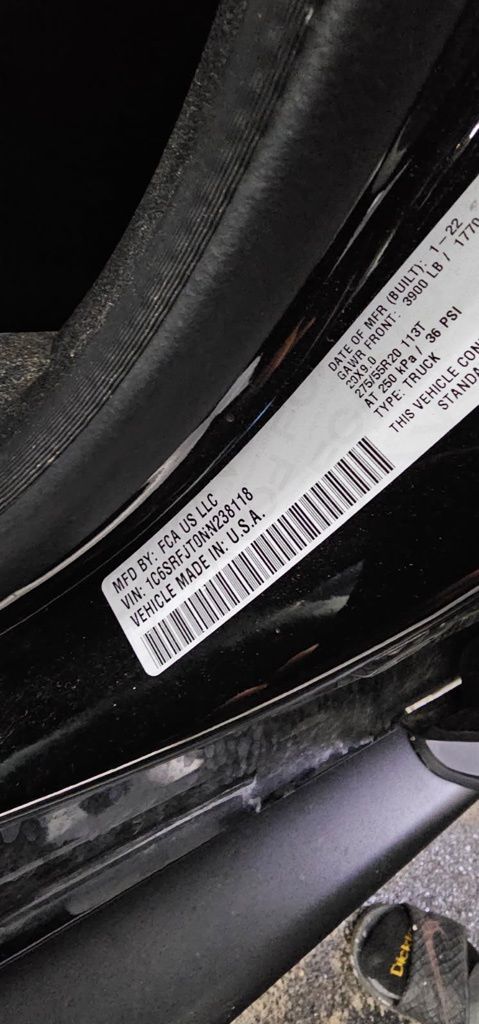 MFD BY: FCA US LLC
VIN: 1C6SRFJT0NN238118
VEHICLE MADE IN: U.S.A.
DATE OF MFR (BUILT): 1-22
GAWR FRONT: 3900 LB / 1770
20X9.0
275/55R20 113T
AT 250 kPa / 36 PSI
TYPE: TRUCK
THIS VEHICLE CON
STANDA